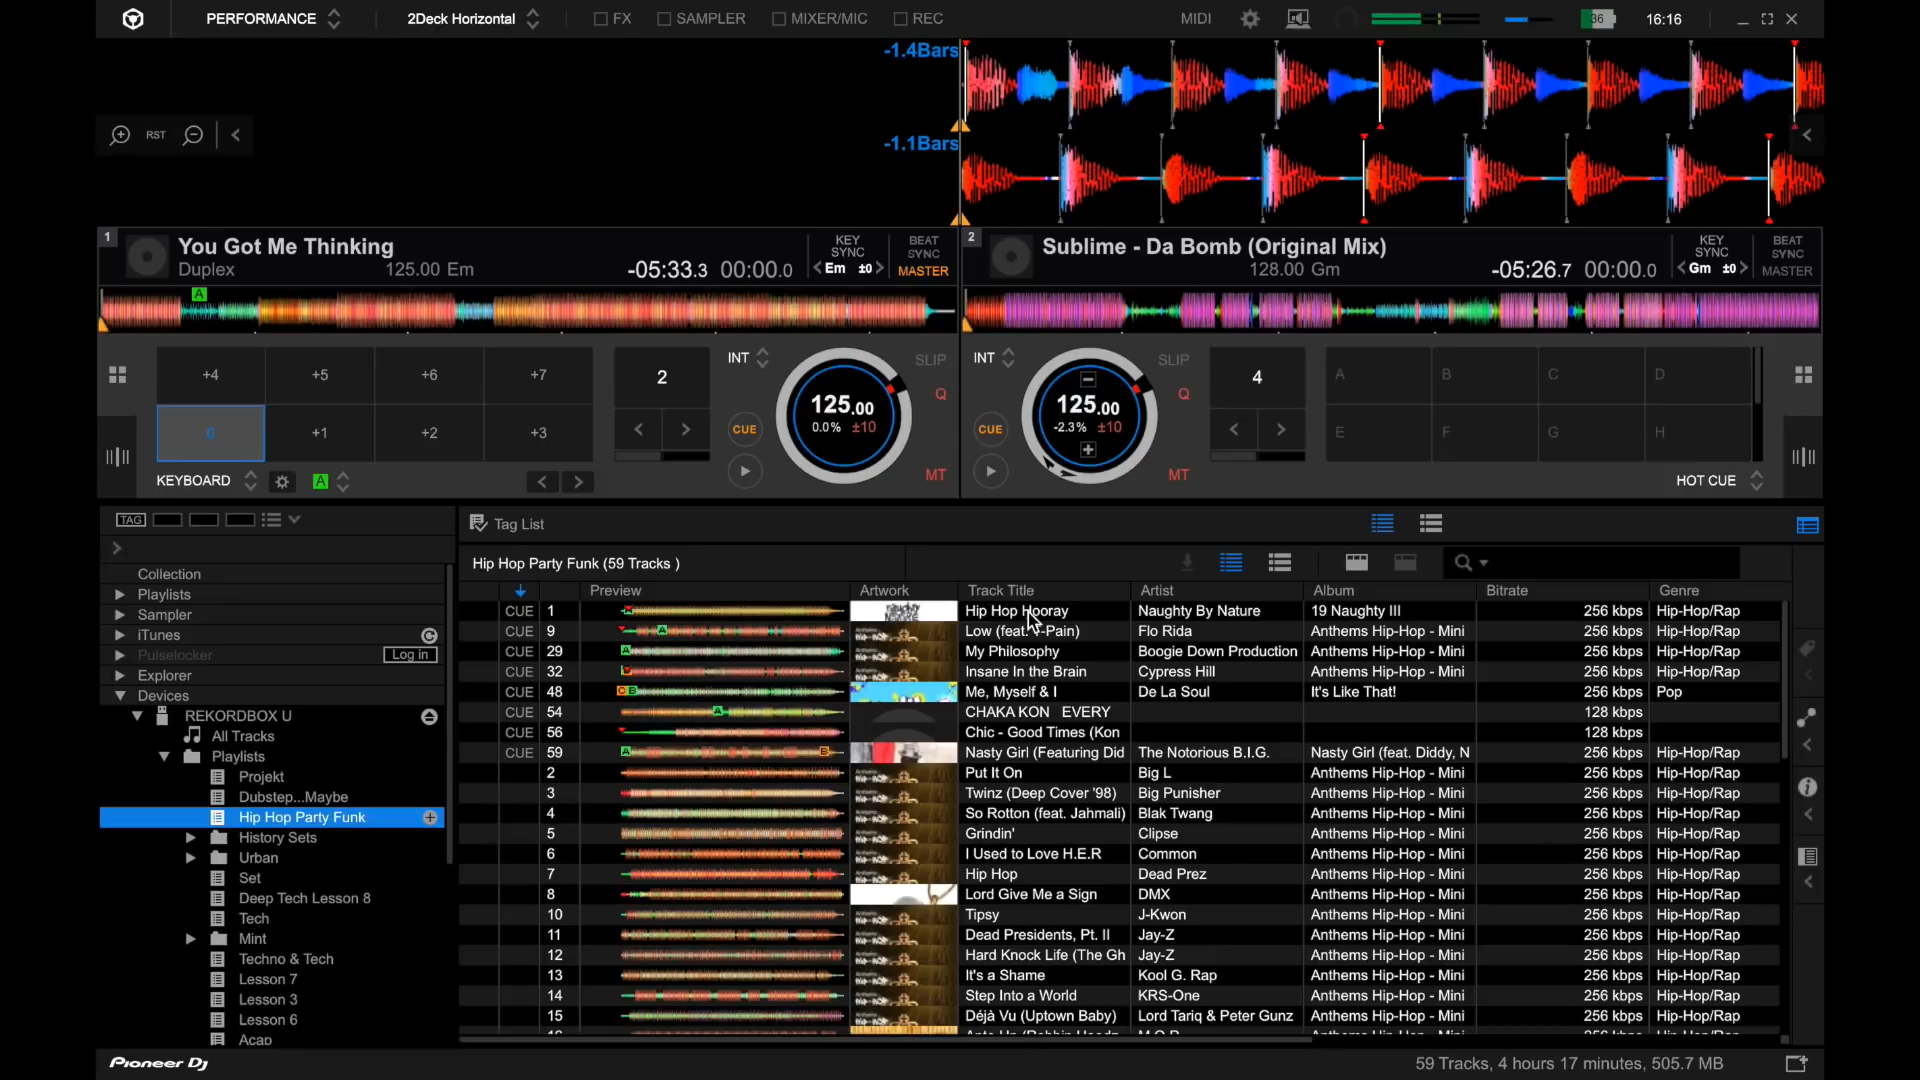 PERFORMANCE 2Deck Horizontal FX SAMPLER MIXER/MIC REC MIDI 36 16:16
-1.4Bars
RST
-1.1Bars
1 You Got Me Thinking KEY SYNC BEAT SYNC
Duplex 125.00 Em -05:33.3 00:00.0 Em ±0 MASTER
2 Sublime - Da Bomb (Original Mix) KEY SYNC BEAT SYNC
128.00 Gm -05:26.7 00:00.0 Gm ±0 MASTER
A
+4 +5 +6 +7 2 INT SLIP
0 +1 +2 +3 CUE 125.00 Q
0.0% ±10
KEYBOARD A MT
INT SLIP 4 A B C D
CUE 125.00 Q E F G H
-2.3% ±10
MT HOT CUE
TAG Tag List
Hip Hop Party Funk (59 Tracks )
Collection
Playlists
Sampler
iTunes
Pulselocker Log in
Explorer
Devices
REKORDBOX U
All Tracks
Playlists
Projekt
Dubstep...Maybe
Hip Hop Party Funk
History Sets
Urban
Set
Deep Tech Lesson 8
Tech
Mint
Techno & Tech
Lesson 7
Lesson 3
Lesson 6
Acap
Preview Artwork Track Title Artist Album Bitrate Genre
CUE 1 Hip Hop Hooray Naughty By Nature 19 Naughty III 256 kbps Hip-Hop/Rap
CUE 9 A Low (feat. T-Pain) Flo Rida Anthems Hip-Hop - Mini 256 kbps Hip-Hop/Rap
CUE 29 A My Philosophy Boogie Down Production Anthems Hip-Hop - Mini 256 kbps Hip-Hop/Rap
CUE 32 Insane In the Brain Cypress Hill Anthems Hip-Hop - Mini 256 kbps Hip-Hop/Rap
CUE 48 Me, Myself & I De La Soul It's Like That! 256 kbps Pop
CUE 54 A CHAKA KON EVERY 128 kbps
CUE 56 Chic - Good Times (Kon 128 kbps
CUE 59 A Nasty Girl (Featuring Did The Notorious B.I.G. Nasty Girl (feat. Diddy, N 256 kbps Hip-Hop/Rap
2 Put It On Big L Anthems Hip-Hop - Mini 256 kbps Hip-Hop/Rap
3 Twinz (Deep Cover '98) Big Punisher Anthems Hip-Hop - Mini 256 kbps Hip-Hop/Rap
4 So Rotton (feat. Jahmali) Blak Twang Anthems Hip-Hop - Mini 256 kbps Hip-Hop/Rap
5 Grindin' Clipse Anthems Hip-Hop - Mini 256 kbps Hip-Hop/Rap
6 I Used to Love H.E.R Common Anthems Hip-Hop - Mini 256 kbps Hip-Hop/Rap
7 Hip Hop Dead Prez Anthems Hip-Hop - Mini 256 kbps Hip-Hop/Rap
8 Lord Give Me a Sign DMX Anthems Hip-Hop - Mini 256 kbps Hip-Hop/Rap
10 Tipsy J-Kwon Anthems Hip-Hop - Mini 256 kbps Hip-Hop/Rap
11 Dead Presidents, Pt. II Jay-Z Anthems Hip-Hop - Mini 256 kbps Hip-Hop/Rap
12 Hard Knock Life (The Gh Jay-Z Anthems Hip-Hop - Mini 256 kbps Hip-Hop/Rap
13 It's a Shame Kool G. Rap Anthems Hip-Hop - Mini 256 kbps Hip-Hop/Rap
14 Step Into a World KRS-One Anthems Hip-Hop - Mini 256 kbps Hip-Hop/Rap
15 Déjà Vu (Uptown Baby) Lord Tariq & Peter Gunz Anthems Hip-Hop - Mini 256 kbps Hip-Hop/Rap
Pioneer Dj 59 Tracks, 4 hours 17 minutes, 505.7 MB